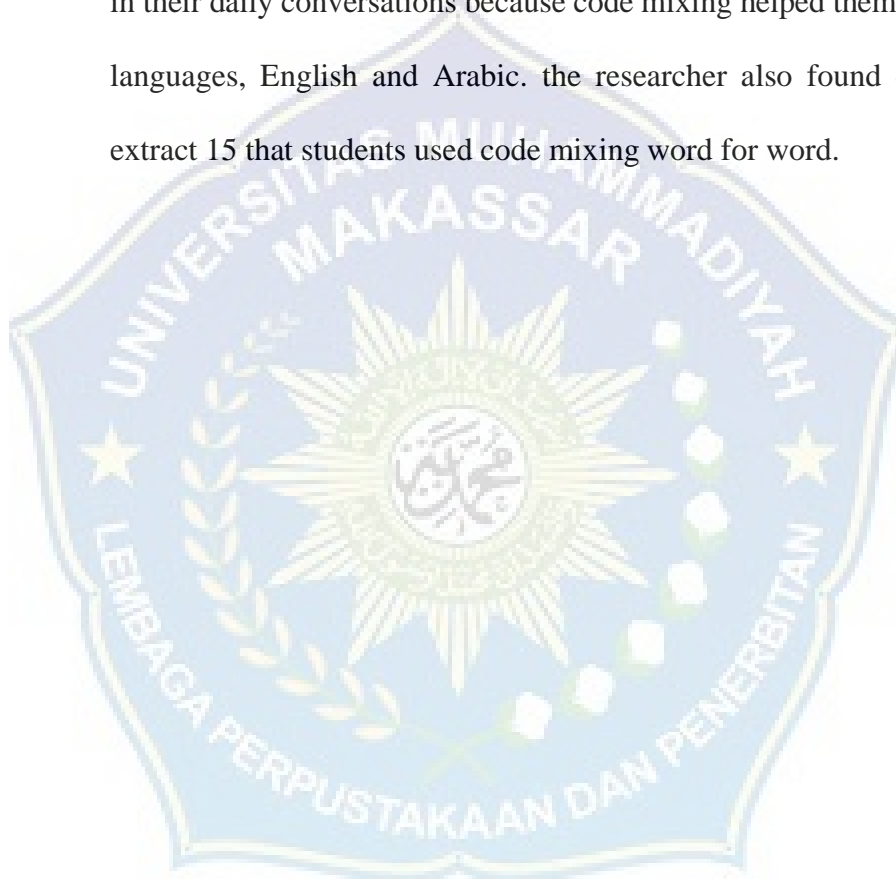 in their daily conversations because code mixing helped them
languages, English and Arabic. the researcher also found
extract 15 that students used code mixing word for word.
UNIVERSITAS MUHAMMADIYAH
MAKASSAR
LEMBAGA PERPUSTAKAAN DAN PENERBITAN